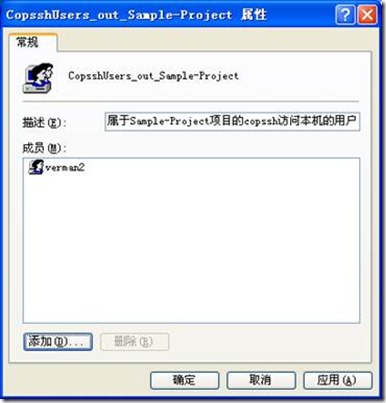 CopsshUsers_out_Sample-Project 属性
常规
CopsshUsers_out_Sample-Project
描述(E): 属于Sample-Project项目的copssh访问本机的用户
成员(M):
verman2
添加(D)... 删除(R)
确定 取消 应用(A)